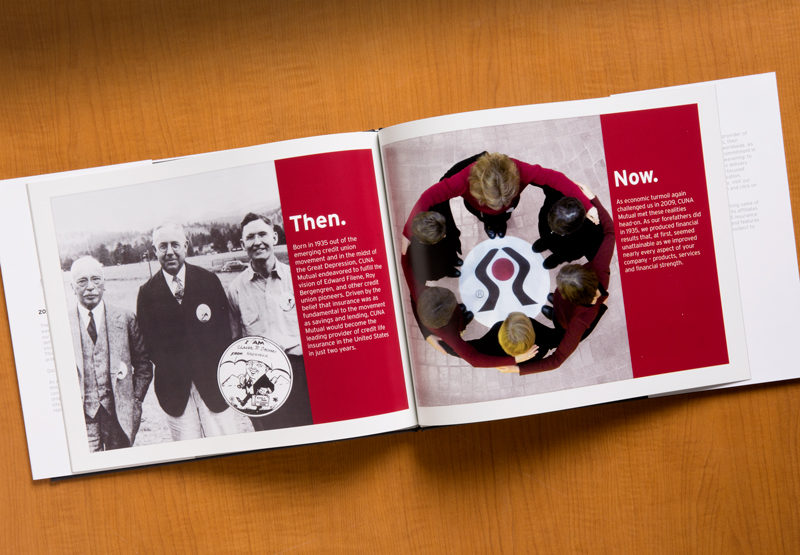 Then.
Born in 1935 out of the
emerging credit union
movement and in the midst of
the Great Depression, CUNA
Mutual endeavored to fulfill the
vision of Edward Filene, Roy
Bergengren, and other credit
union pioneers. Driven by the
belief that insurance was as
fundamental to the movement
as savings and lending, CUNA
Mutual would become the
leading provider of credit life
insurance in the United States
in just two years.
I AM
FROM
Now.
As economic turmoil again
challenged us in 2009, CUNA
Mutual met these realities
head-on. As our forefathers did
in 1935, we produced financial
results that, at first, seemed
unattainable as we improved
nearly every aspect of your
company - products, services
and financial strength.
®
provider of